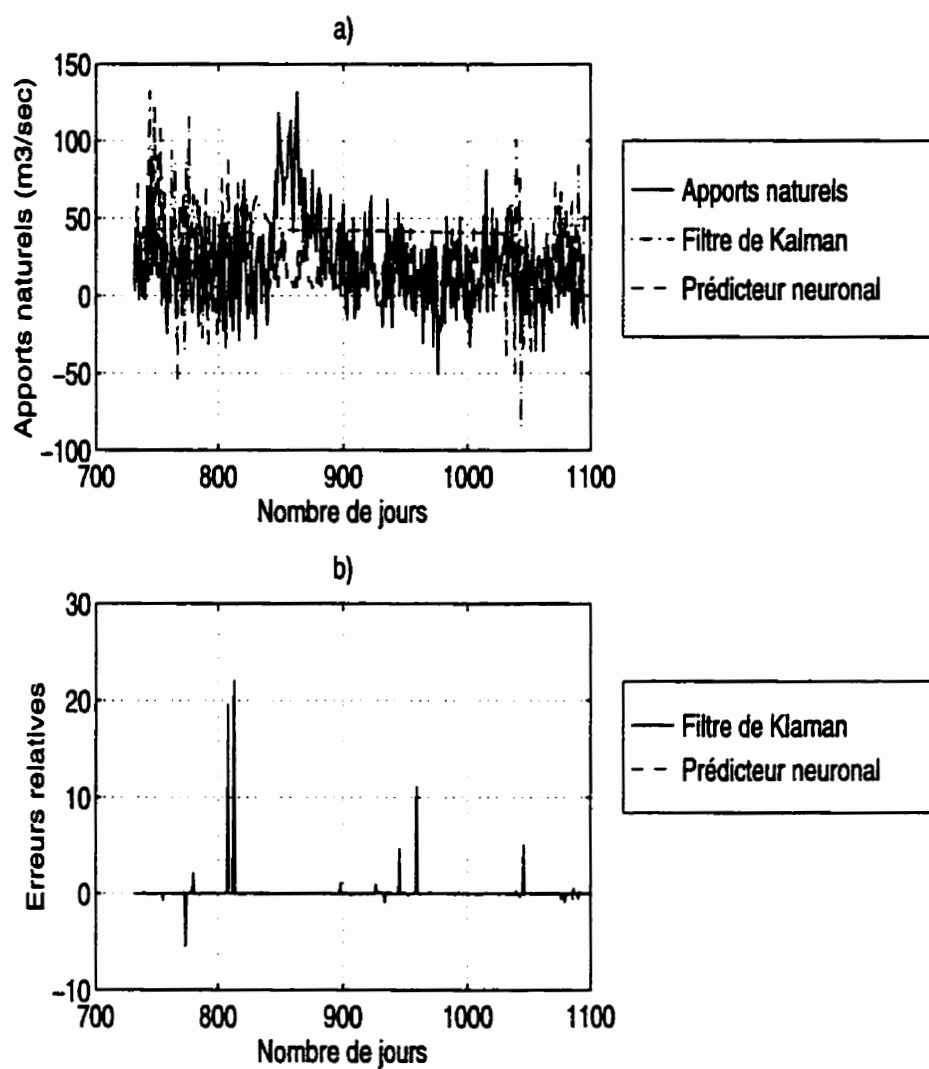 a)
150
100
50
0
-50
-100
Apports naturels (m3/sec)
700 800 900 1000 1100
Nombre de jours
Apports naturels
Filtre de Kalman
Prédicteur neuronal
b)
30
20
10
0
-10
Erreurs relatives
700 800 900 1000 1100
Nombre de jours
Filtre de Klaman
Prédicteur neuronal